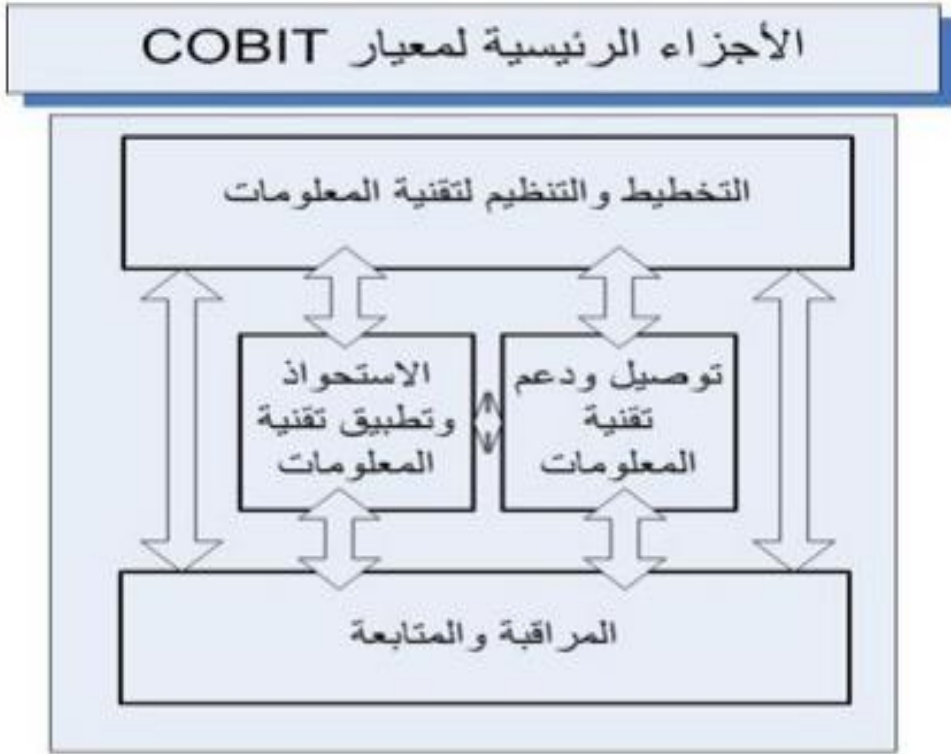 الأجزاء الرئيسية لمعيار COBIT
التخطيط والتنظيم لتقنية المعلومات
توصيل ودعم
تقنية
المعلومات
الاستحواذ
وتطبيق تقنية
المعلومات
المراقبة والمتابعة